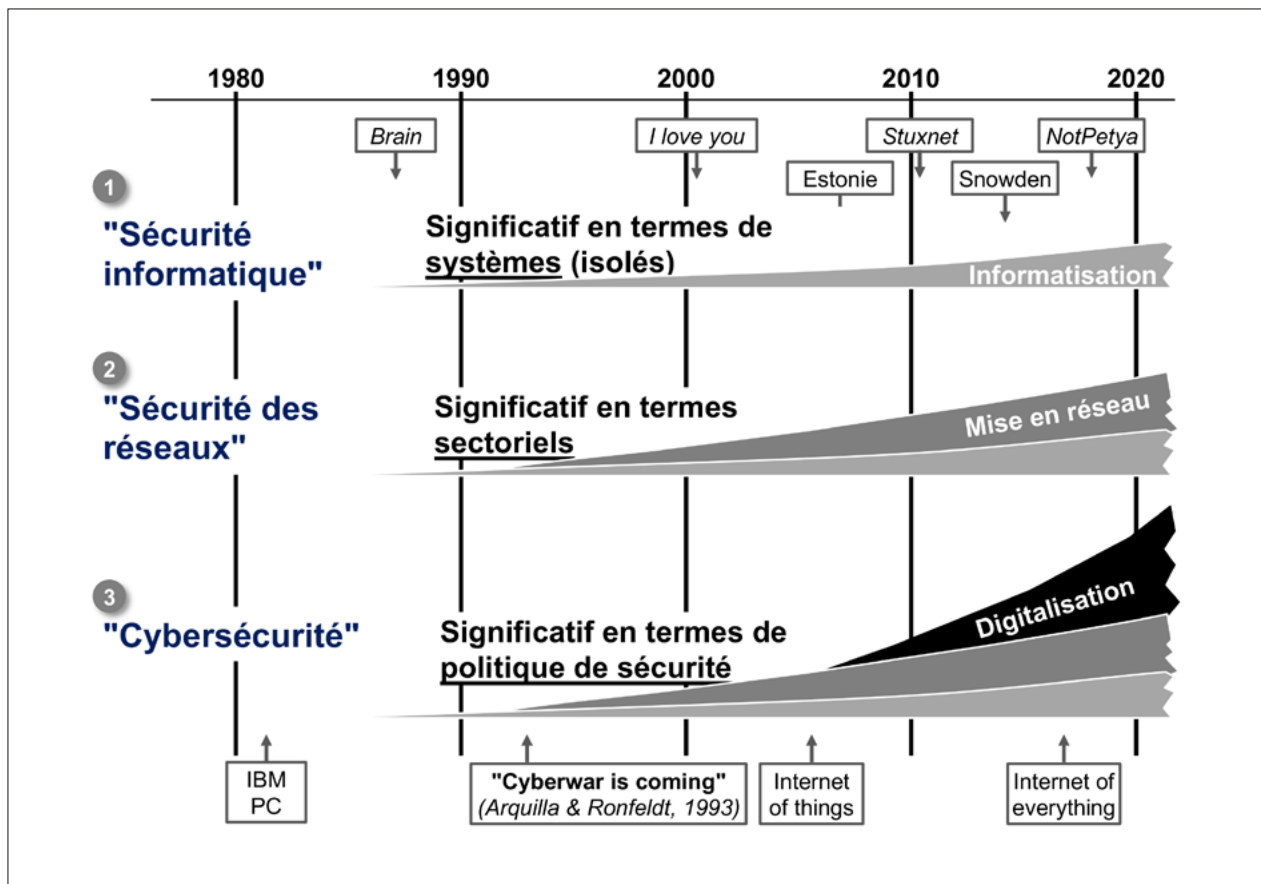 1980
1990
2000
2010
2020
Brain
I love you
Stuxnet
NotPetya
Estonie
Snowden
1
"Sécurité
informatique"
Significatif en termes de
systèmes (isolés)
Informatisation
2
"Sécurité des
réseaux"
Significatif en termes
sectoriels
Mise en réseau
3
"Cybersécurité"
Significatif en termes de
politique de sécurité
Digitalisation
IBM
PC
"Cyberwar is coming"
(Arquilla & Ronfeldt, 1993)
Internet
of things
Internet of
everything